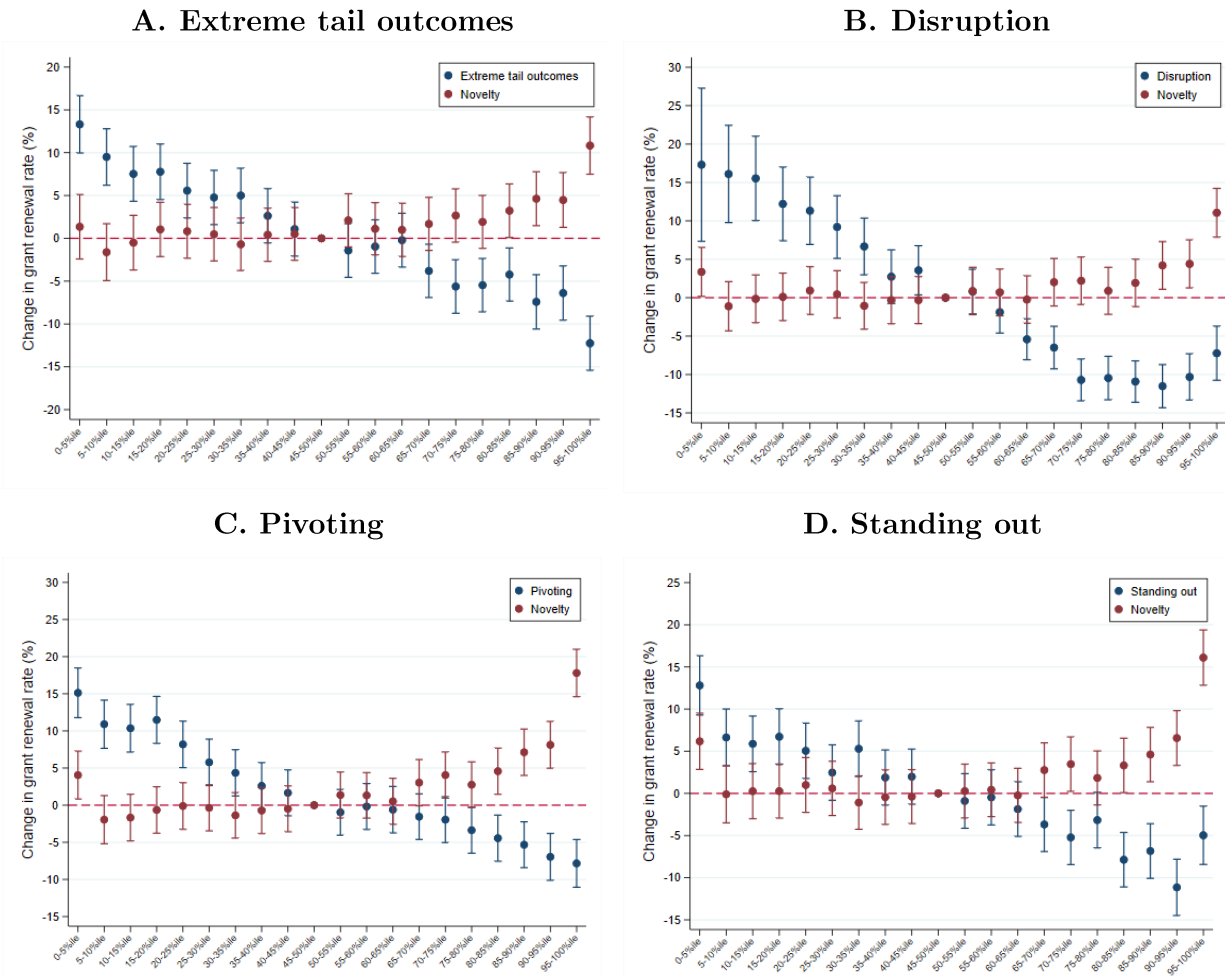 A. Extreme tail outcomes
Change in grant renewal rate (%)
20
15
10
5
0
-5
-10
-15
-20
Extreme tail outcomes
Novelty
0-5%ile
5-10%ile
10-15%ile
15-20%ile
20-25%ile
25-30%ile
30-35%ile
35-40%ile
40-45%ile
45-50%ile
50-55%ile
55-60%ile
60-65%ile
65-70%ile
70-75%ile
75-80%ile
80-85%ile
85-90%ile
90-95%ile
95-100%ile
B. Disruption
Change in grant renewal rate (%)
30
25
20
15
10
5
0
-5
-10
-15
Disruption
Novelty
0-5%ile
5-10%ile
10-15%ile
15-20%ile
20-25%ile
25-30%ile
30-35%ile
35-40%ile
40-45%ile
45-50%ile
50-55%ile
55-60%ile
60-65%ile
65-70%ile
70-75%ile
75-80%ile
80-85%ile
85-90%ile
90-95%ile
95-100%ile
C. Pivoting
Change in grant renewal rate (%)
30
25
20
15
10
5
0
-5
-10
-15
Pivoting
Novelty
0-5%ile
5-10%ile
10-15%ile
15-20%ile
20-25%ile
25-30%ile
30-35%ile
35-40%ile
40-45%ile
45-50%ile
50-55%ile
55-60%ile
60-65%ile
65-70%ile
70-75%ile
75-80%ile
80-85%ile
85-90%ile
90-95%ile
95-100%ile
D. Standing out
Change in grant renewal rate (%)
25
20
15
10
5
0
-5
-10
-15
Standing out
Novelty
0-5%ile
5-10%ile
10-15%ile
15-20%ile
20-25%ile
25-30%ile
30-35%ile
35-40%ile
40-45%ile
45-50%ile
50-55%ile
55-60%ile
60-65%ile
65-70%ile
70-75%ile
75-80%ile
80-85%ile
85-90%ile
90-95%ile
95-100%ile